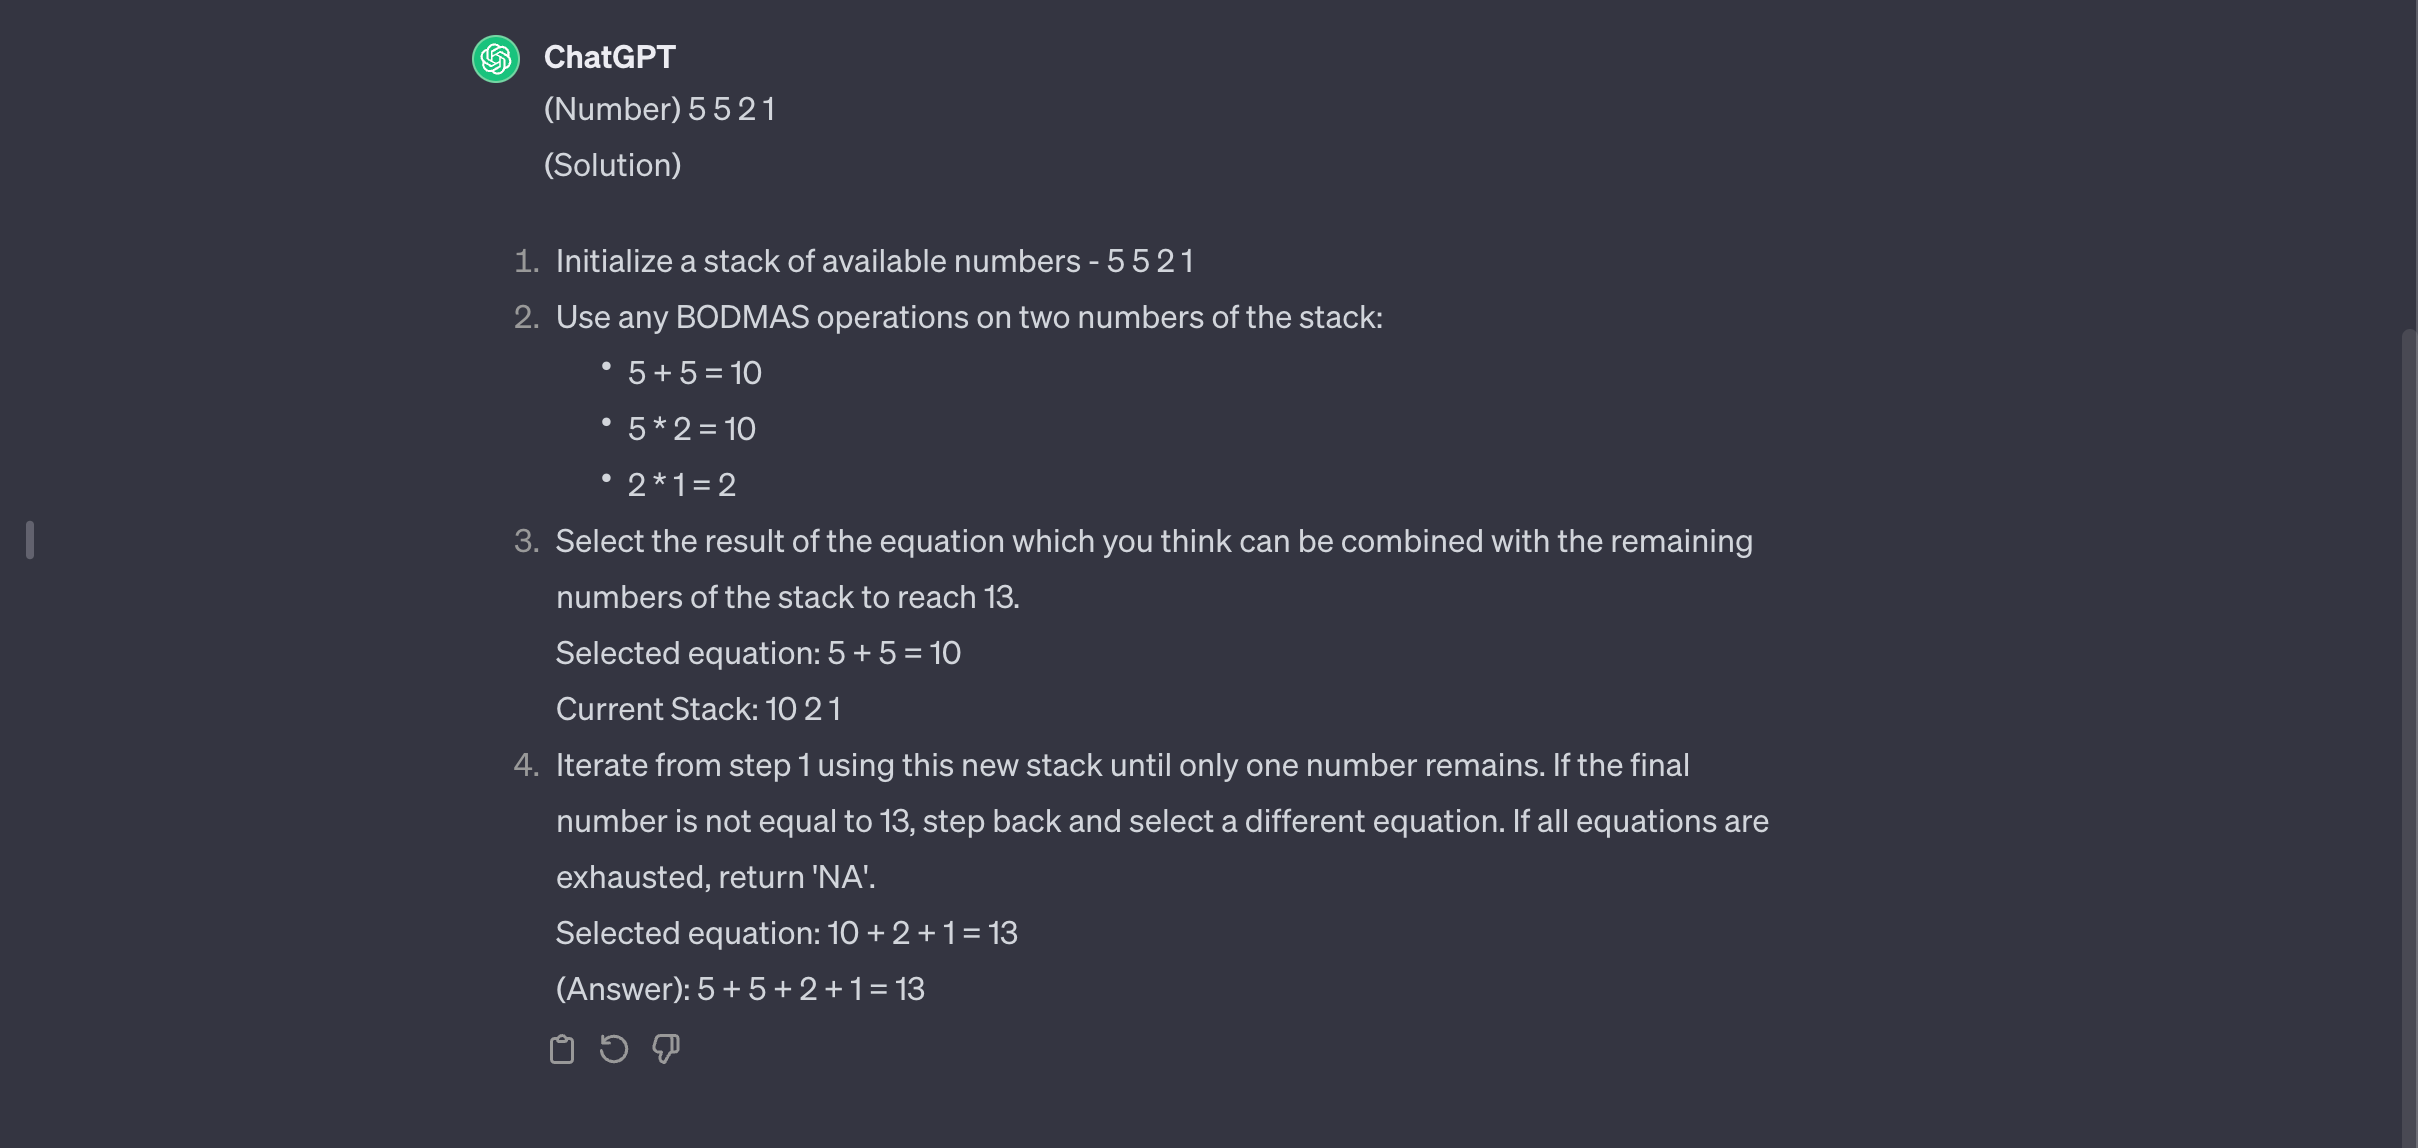 ChatGPT
(Number) 5 5 2 1
(Solution)
1. Initialize a stack of available numbers - 5 5 2 1
2. Use any BODMAS operations on two numbers of the stack:
• 5 + 5 = 10
• 5 * 2 = 10
• 2 * 1 = 2
3. Select the result of the equation which you think can be combined with the remaining
numbers of the stack to reach 13.
Selected equation: 5 + 5 = 10
Current Stack: 10 2 1
4. Iterate from step 1 using this new stack until only one number remains. If the final
number is not equal to 13, step back and select a different equation. If all equations are
exhausted, return 'NA'.
Selected equation: 10 + 2 + 1 = 13
(Answer): 5 + 5 + 2 + 1 = 13